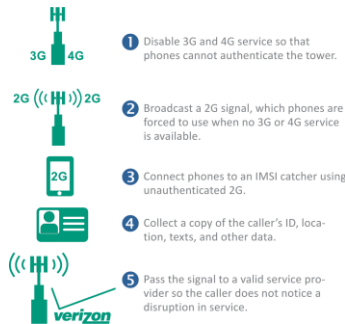 3G 4G
1 Disable 3G and 4G service so that
phones cannot authenticate the tower.
2G 2G
2 Broadcast a 2G signal, which phones are
forced to use when no 3G or 4G service
is available.
2G
3 Connect phones to an IMSI catcher using
unauthenticated 2G.
4 Collect a copy of the caller's ID, loca-
tion, texts, and other data.
5 Pass the signal to a valid service pro-
vider so the caller does not notice a
disruption in service.
verizon